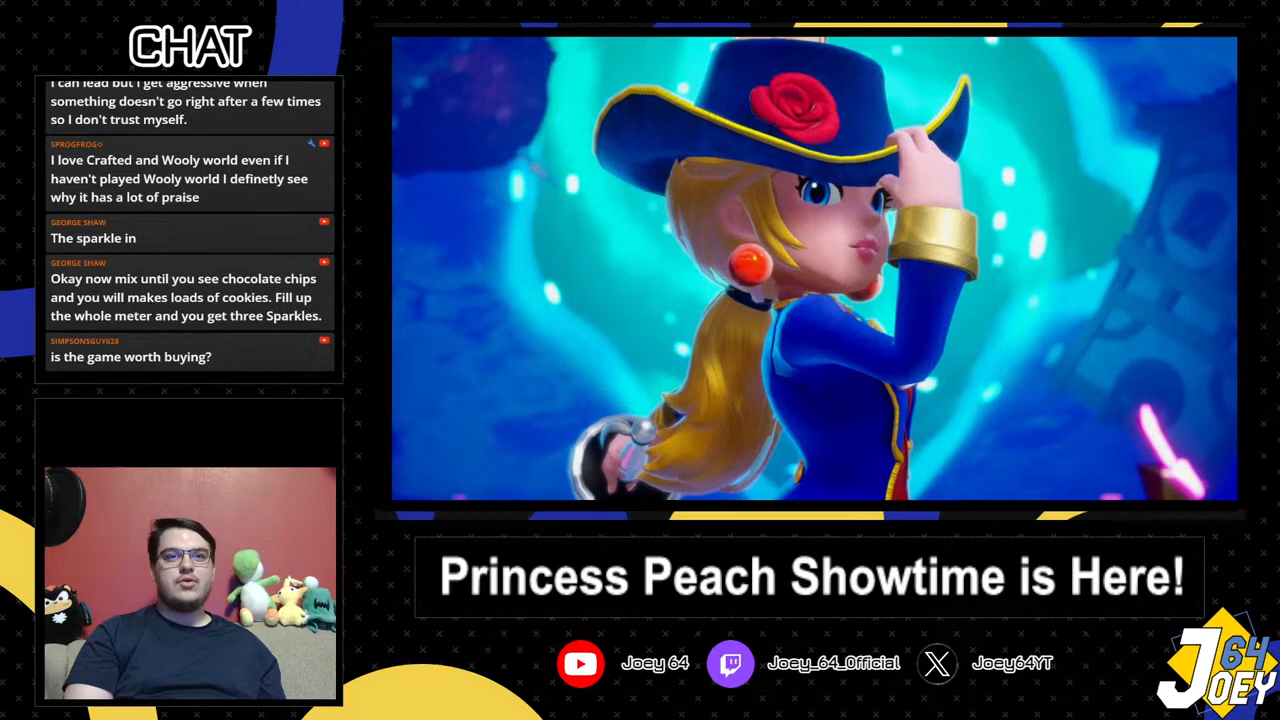 CHAT
I can lead but I get aggressive when
something doesn't go right after a few times
so I don't trust myself.
SPROGFROG
I love Crafted and Wooly world even if I
haven't played Wooly world I definetly see
why it has a lot of praise
GEORGE SHAW
The sparkle in
GEORGE SHAW
Okay now mix until you see chocolate chips
and you will makes loads of cookies. Fill up
the whole meter and you get three Sparkles.
SIMPSONSGUY628
is the game worth buying?
Princess Peach Showtime is Here!
Joey 64
Joey_64_Official
Joey64YT
64
JOEY